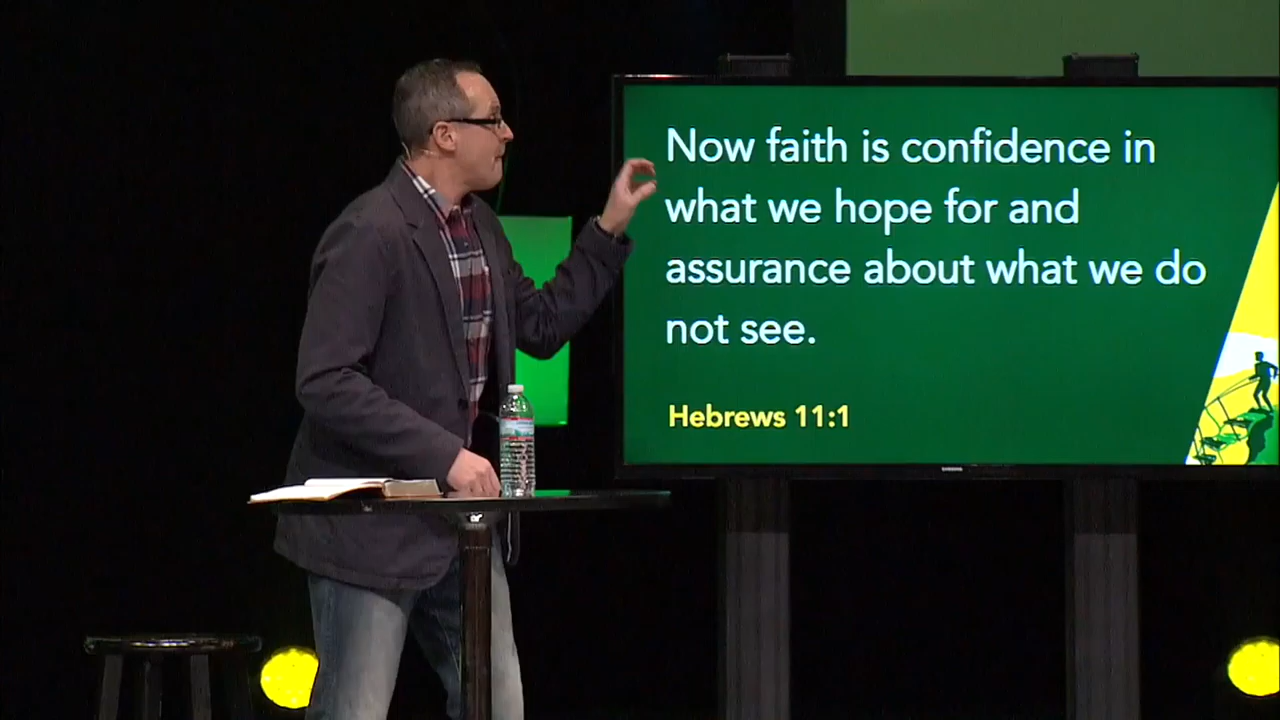 Now faith is confidence in
what we hope for and
assurance about what we do
not see.
Hebrews 11:1